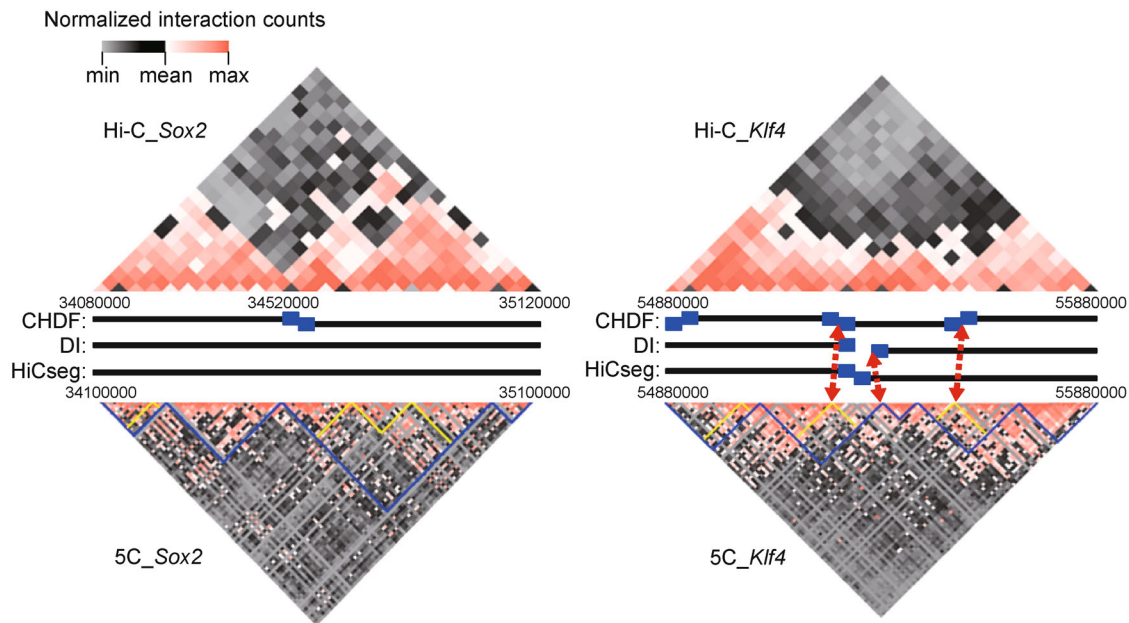 Normalized interaction counts
min mean max
Hi-C_Sox2 Hi-C_Klf4
34080000 34520000 35120000 54880000 55880000
CHDF: CHDF:
DI: DI:
HiCseg: HiCseg:
34100000 35100000 54880000 55880000
5C_Sox2 5C_Klf4